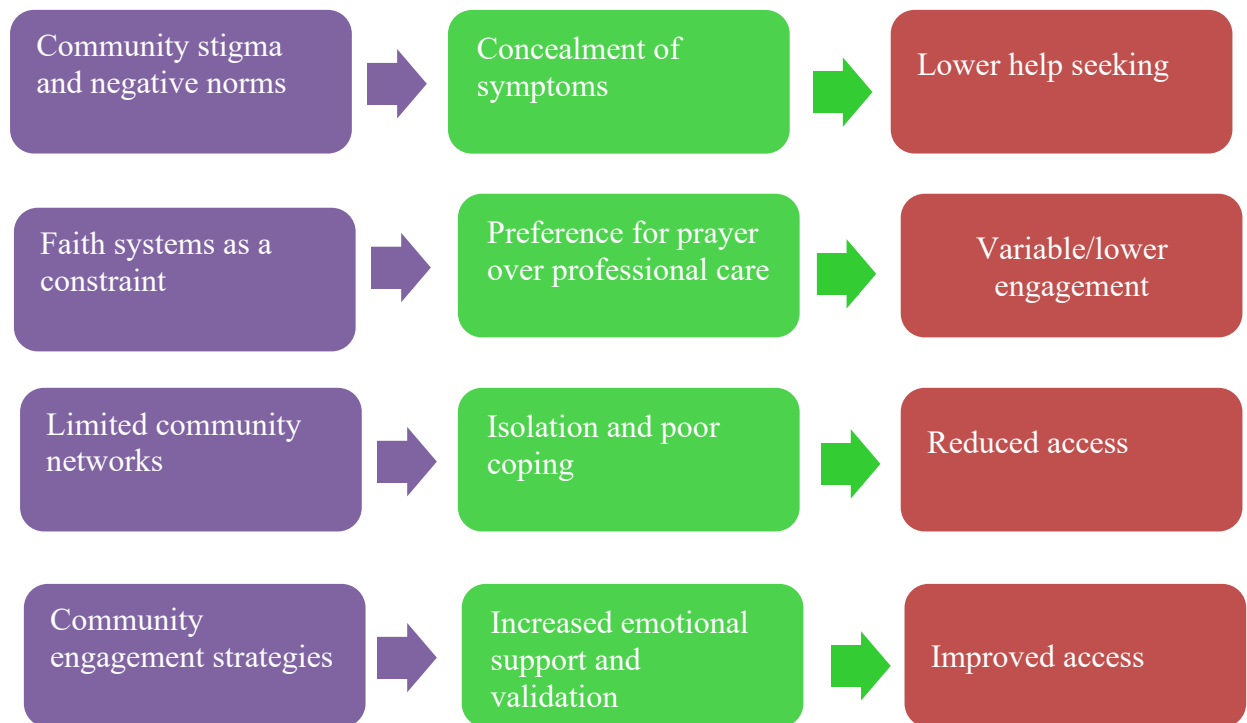 Community stigma
and negative norms
Concealment of
symptoms
Lower help seeking
Faith systems as a
constraint
Preference for prayer
over professional care
Variable/lower
engagement
Limited community
networks
Isolation and poor
coping
Reduced access
Community
engagement strategies
Increased emotional
support and
validation
Improved access